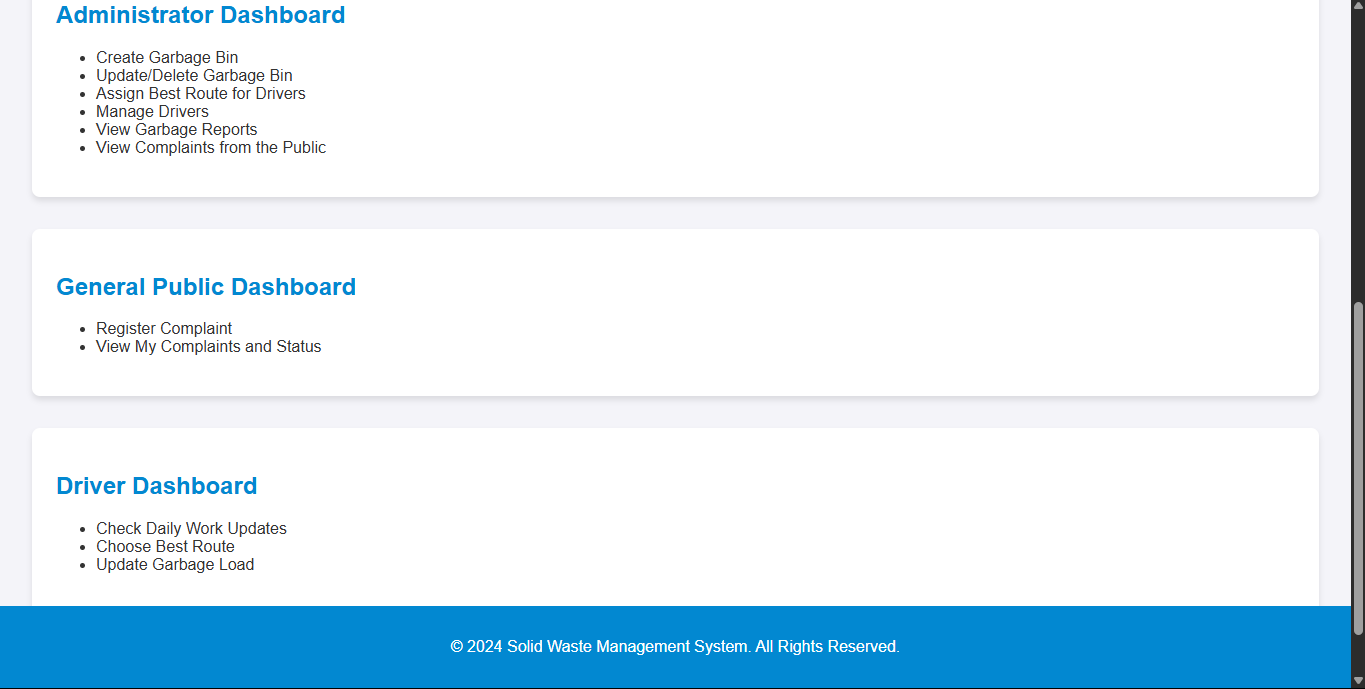 Administrator Dashboard
Create Garbage Bin
Update/Delete Garbage Bin
Assign Best Route for Drivers
Manage Drivers
View Garbage Reports
View Complaints from the Public
General Public Dashboard
Register Complaint
View My Complaints and Status
Driver Dashboard
Check Daily Work Updates
Choose Best Route
Update Garbage Load
© 2024 Solid Waste Management System. All Rights Reserved.